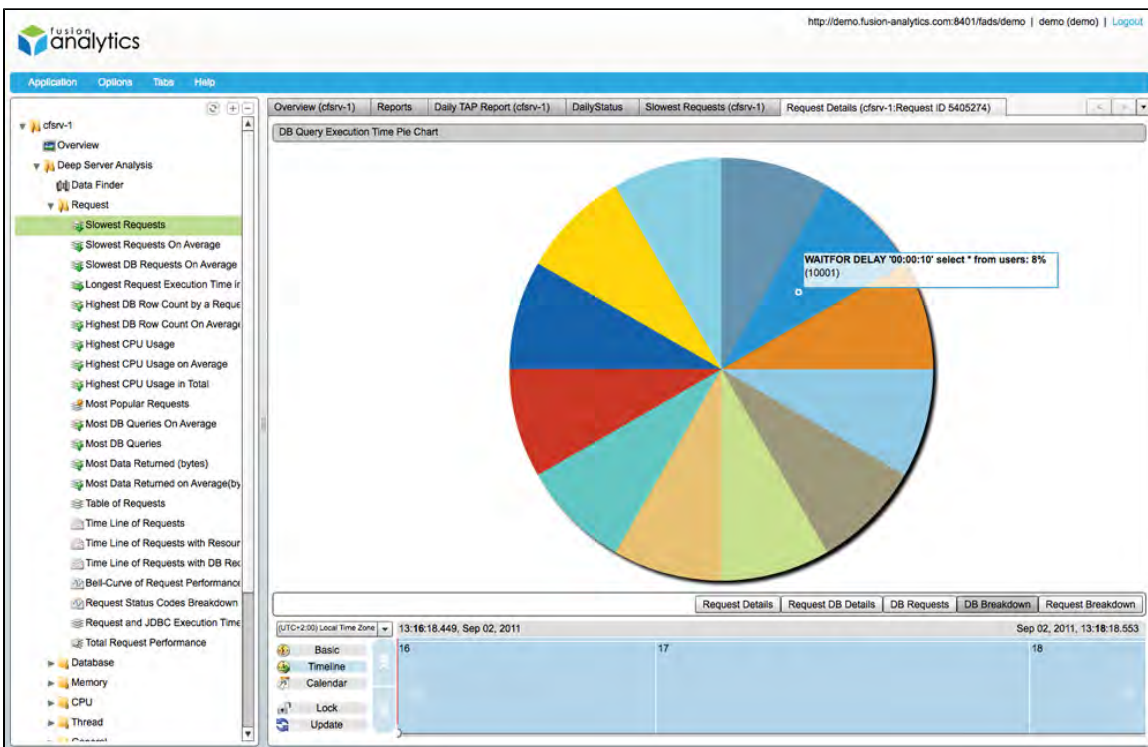 http://demo.fusion-analytics.com:8401/fads/demo | demo (demo) | Logout
fusion
analytics
Application Options Tabs Help
cfsrv-1
Overview
Deep Server Analysis
Data Finder
Request
Slowest Requests
Slowest Requests On Average
Slowest DB Requests On Average
Longest Request Execution Time ir
Highest DB Row Count by a Reque
Highest DB Row Count On Average
Highest CPU Usage
Highest CPU Usage on Average
Highest CPU Usage in Total
Most Popular Requests
Most DB Queries On Average
Most DB Queries
Most Data Returned (bytes)
Most Data Returned on Average(by
Table of Requests
Time Line of Requests
Time Line of Requests with Resour
Time Line of Requests with DB Rec
Bell-Curve of Request Performance
Request Status Codes Breakdown
Request and JDBC Execution Time
Total Request Performance
Database
Memory
CPU
Thread
Overview (cfsrv-1) Reports Daily TAP Report (cfsrv-1) DailyStatus Slowest Requests (cfsrv-1) Request Details (cfsrv-1:Request ID 5405274)
DB Query Execution Time Pie Chart
WAITFOR DELAY '00:00:10' select * from users: 8%
(10001)
Request Details Request DB Details DB Requests DB Breakdown Request Breakdown
(UTC+2:00) Local Time Zone 13:16:18.449, Sep 02, 2011 Sep 02, 2011, 13:18:18.553
Basic
Timeline
Calendar
Lock
Update
16 17 18